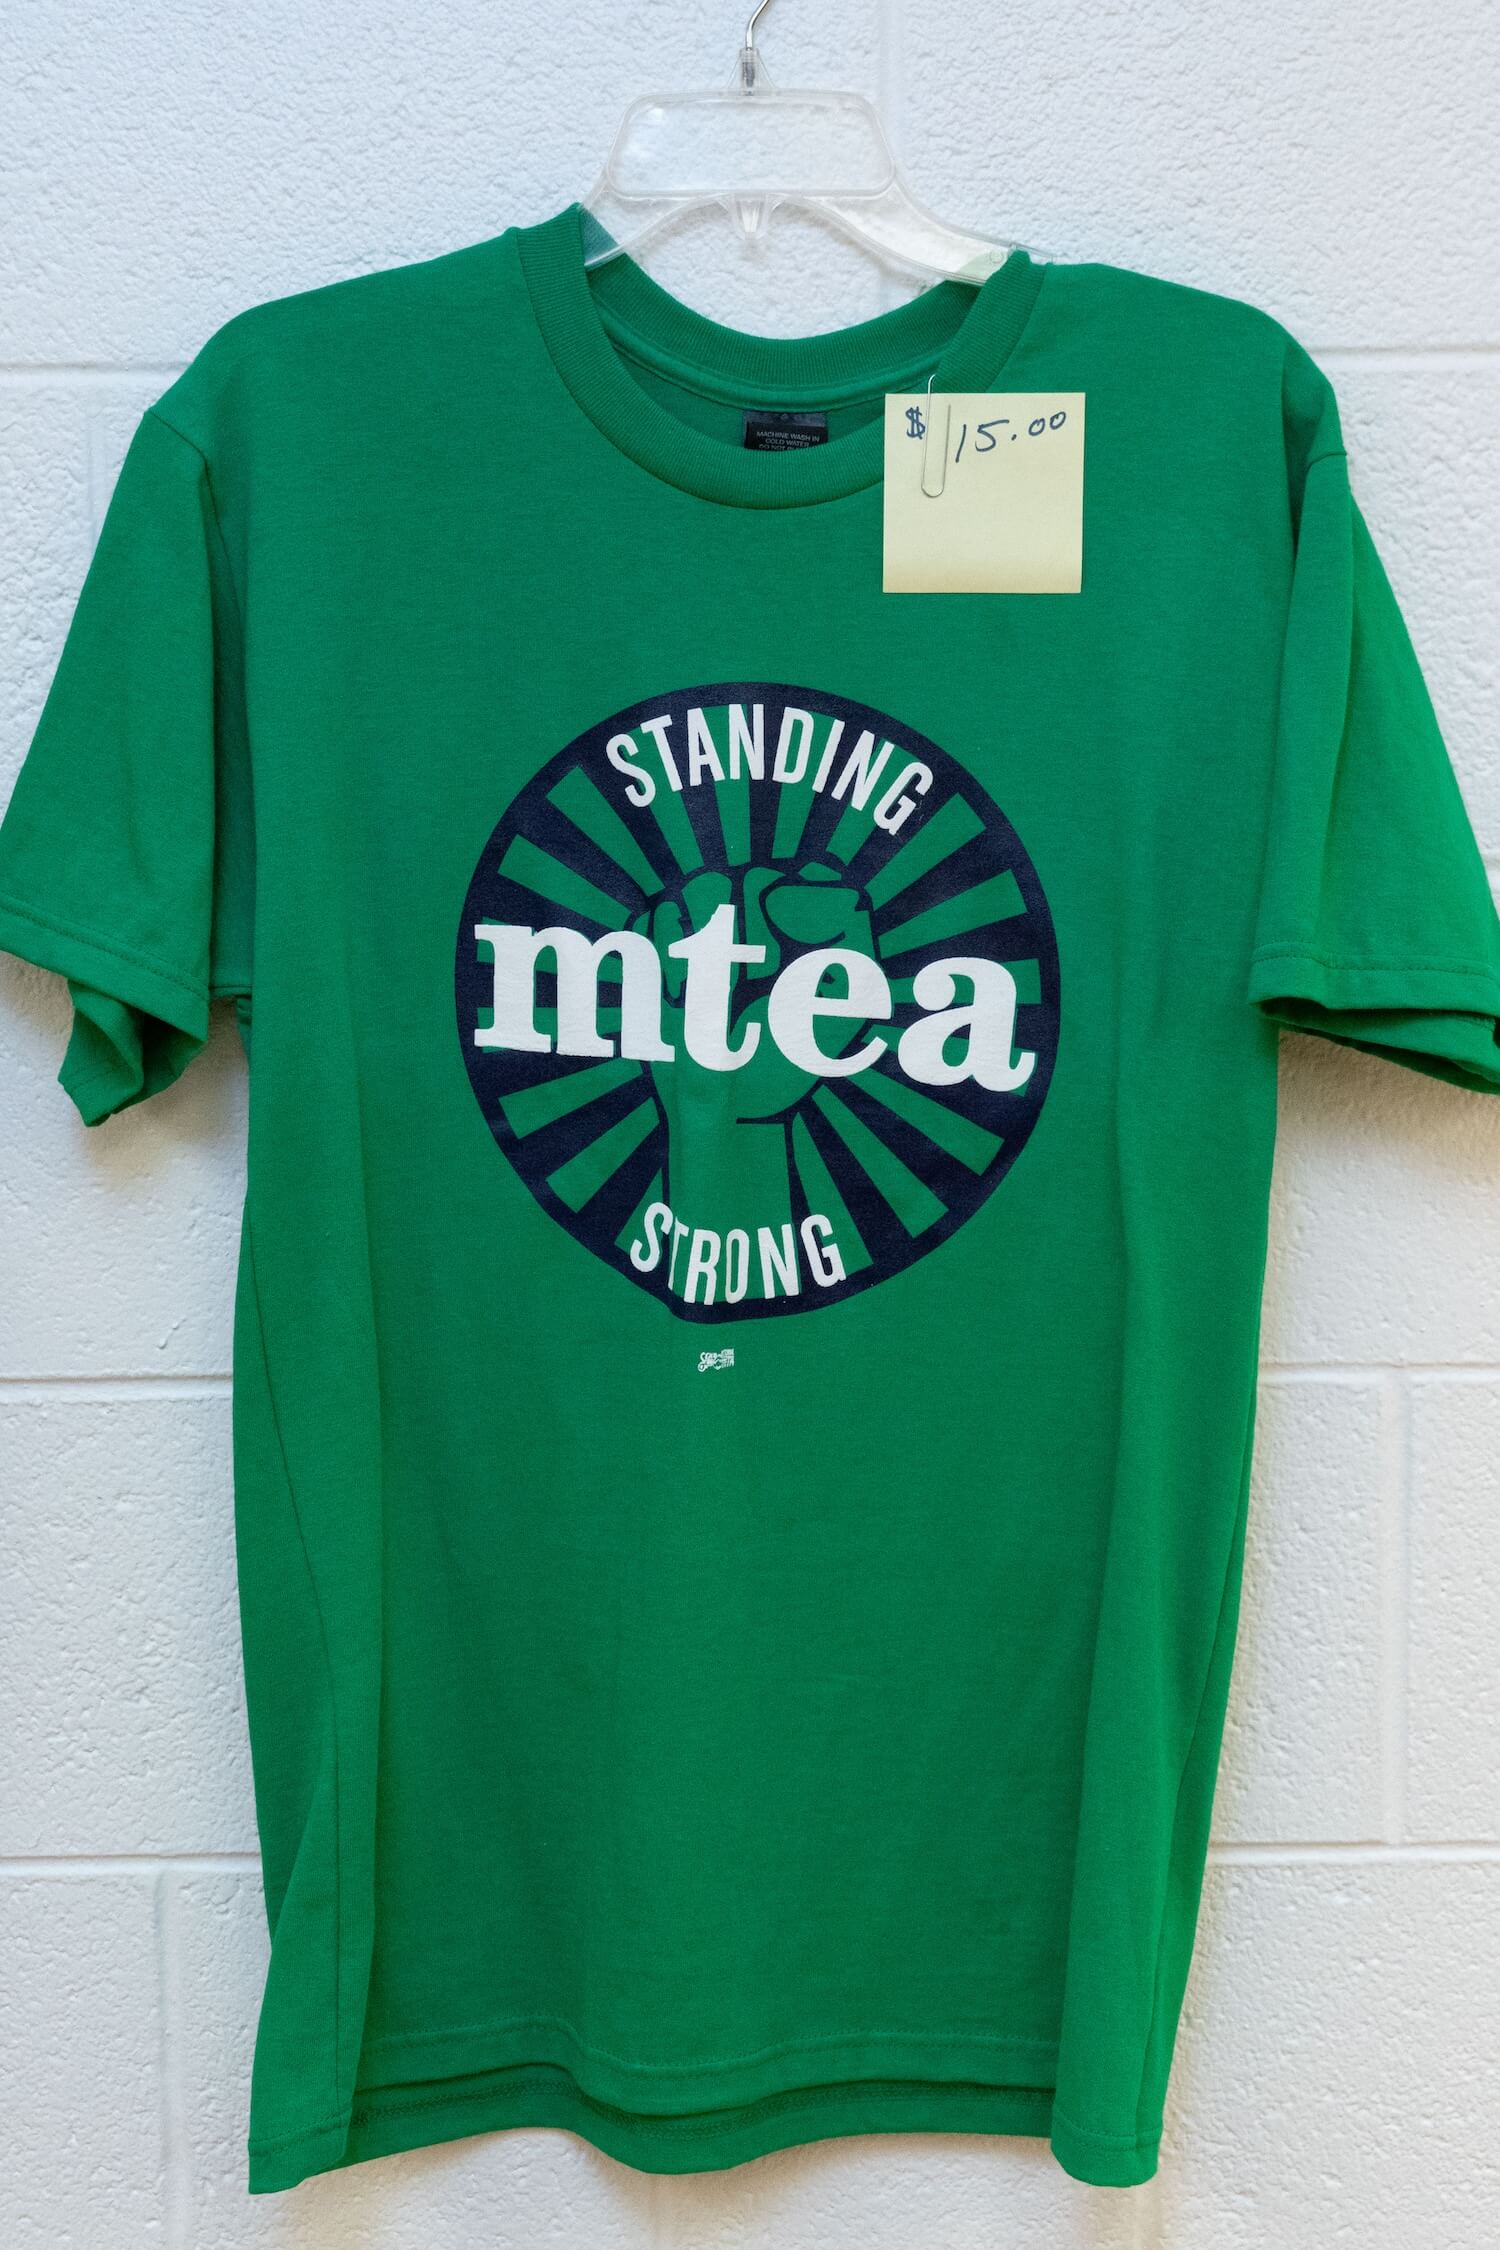 $ 15.00
MACHINE WASH IN
COLD WATER
STANDING
mtea
STRONG